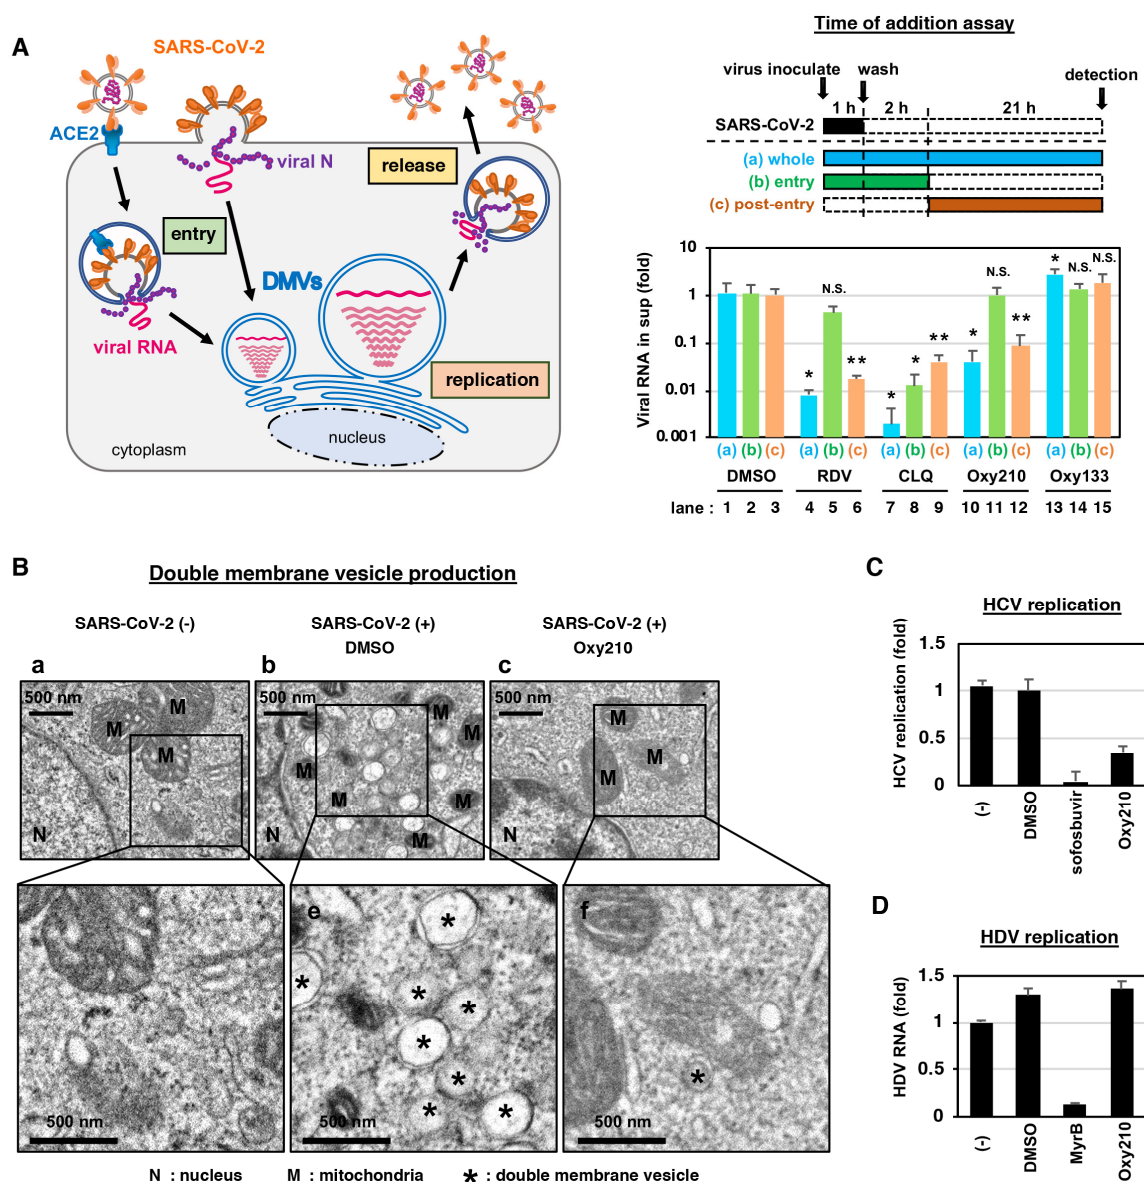 A
SARS-CoV-2
ACE2
viral N
release
entry
DMVs
viral RNA
replication
nucleus
cytoplasm
Time of addition assay
virus inoculate
wash
detection
1 h
2 h
21 h
SARS-CoV-2
(a) whole
(b) entry
(c) post-entry
Viral RNA in sup (fold)
10
1
0.1
0.01
0.001
N.S.
* **
* * **
* N.S. **
* N.S. N.S.
(a) (b) (c) (a) (b) (c) (a) (b) (c) (a) (b) (c) (a) (b) (c)
DMSO RDV CLQ Oxy210 Oxy133
lane : 1 2 3 4 5 6 7 8 9 10 11 12 13 14 15
B
Double membrane vesicle production
SARS-CoV-2 (-)
SARS-CoV-2 (+)
DMSO
SARS-CoV-2 (+)
Oxy210
a
b
c
500 nm
M
M
M
N
500 nm
M
M
M
M
M
M
N
500 nm
M
M
M
N
500 nm
e
* * * * * * * *
500 nm
f
*
500 nm
N : nucleus M : mitochondria * : double membrane vesicle
C
HCV replication
HCV replication (fold)
1.5
1
0.5
0
(-)
DMSO
sofosbuvir
Oxy210
D
HDV replication
HDV RNA (fold)
1.5
1
0.5
0
(-)
DMSO
MyrB
Oxy210